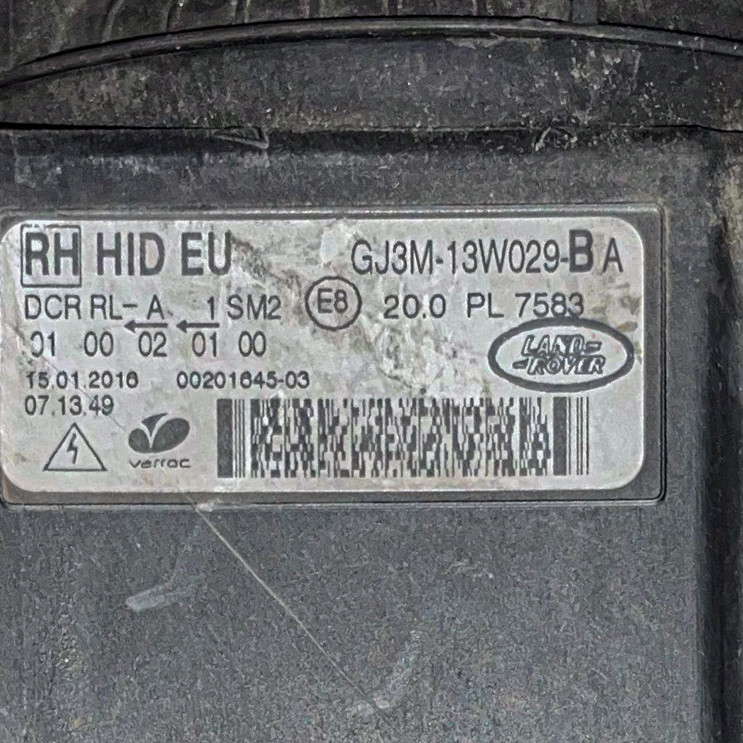 RH HID EU GJ3M-13W029-BA
DCR RL- A 1 SM2 E8 20.0 PL 7583
01 00 02 01 00
LAND-
-ROVER
15.01.2016 00201645-03
07.13.49
varroc